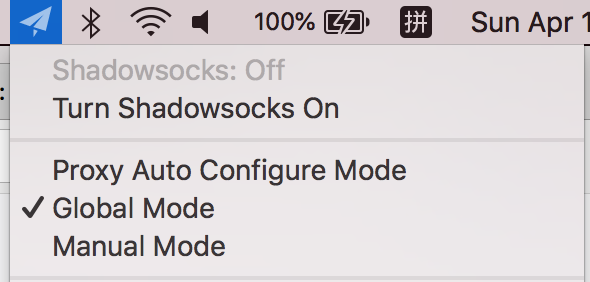 100% 拼 Sun Apr 1
:
Shadowsocks: Off
Turn Shadowsocks On
Proxy Auto Configure Mode
Global Mode
Manual Mode